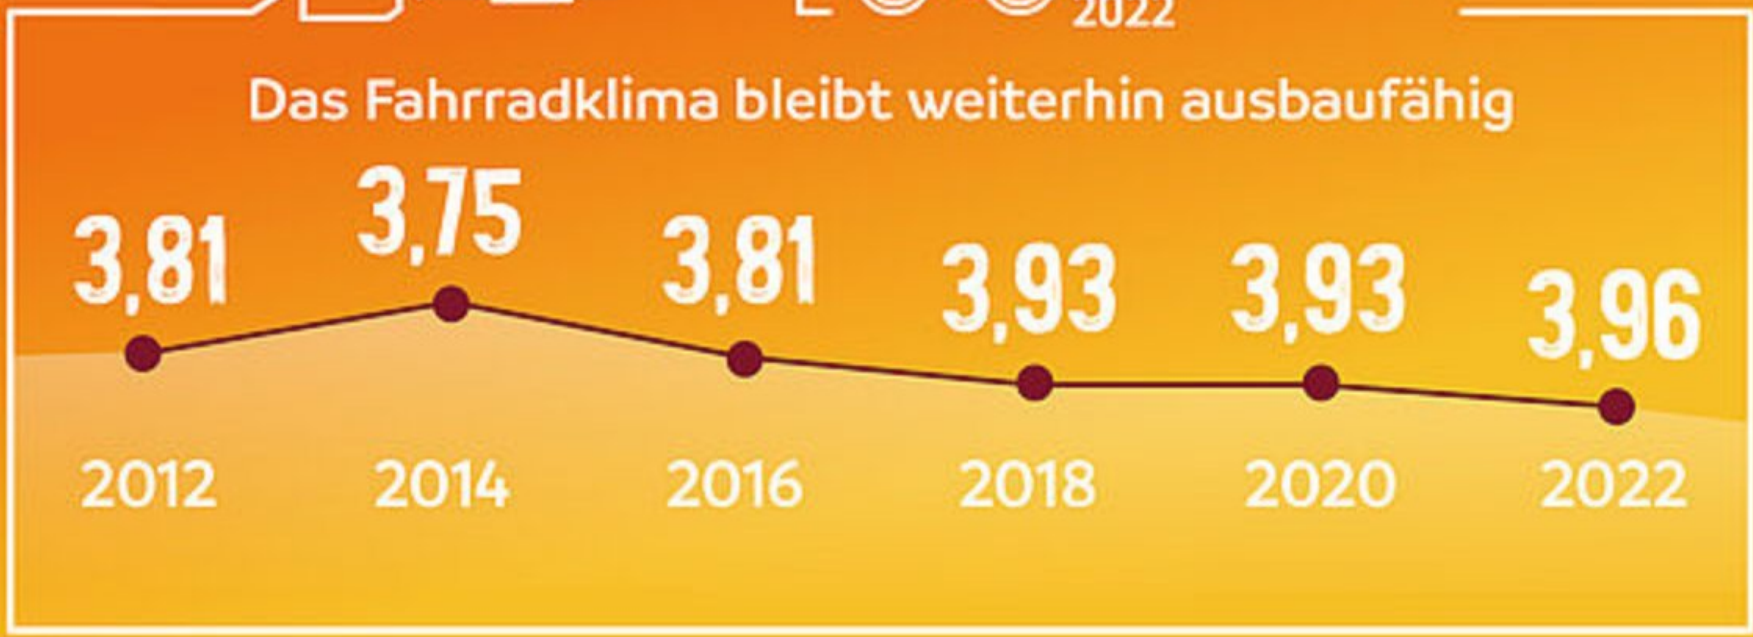 2022
Das Fahrradklima bleibt weiterhin ausbaufähig
3,81 3,75 3,81 3,93 3,93 3,96
2012 2014 2016 2018 2020 2022